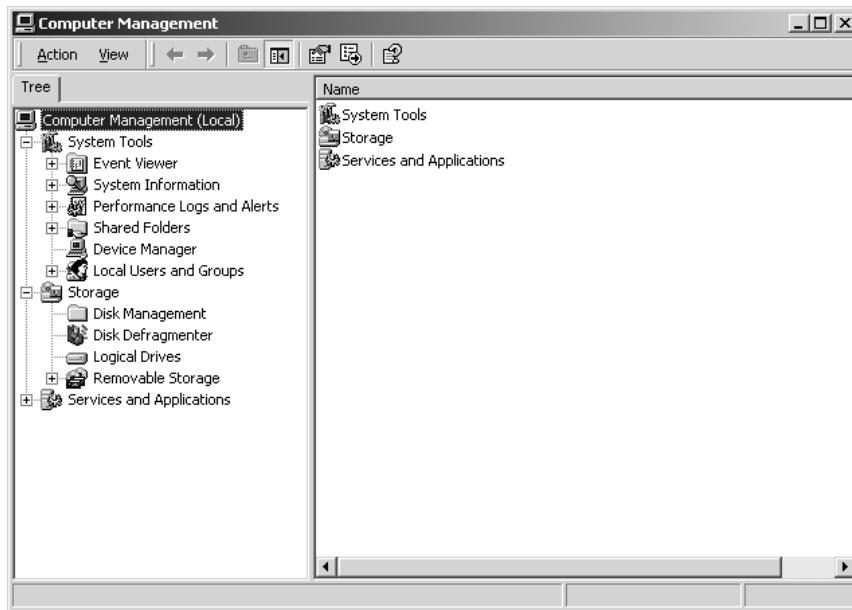 Computer Management
Action View
Tree
Name
Computer Management (Local)
System Tools
Event Viewer
System Information
Performance Logs and Alerts
Shared Folders
Device Manager
Local Users and Groups
Storage
Disk Management
Disk Defragmenter
Logical Drives
Removable Storage
Services and Applications
System Tools
Storage
Services and Applications